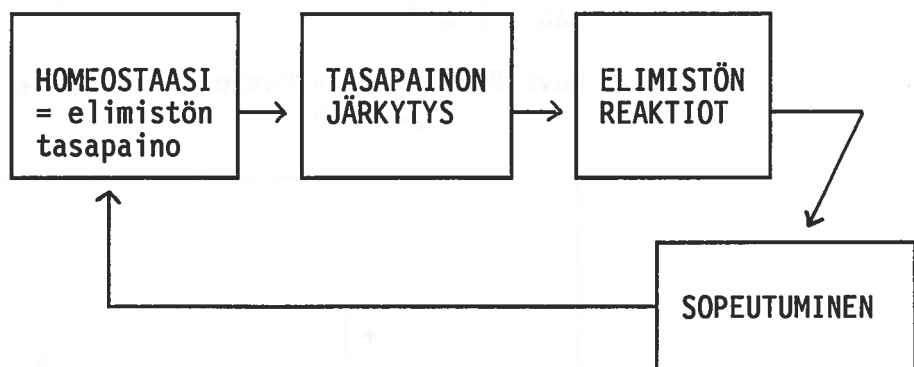 HOMEOSTAASI
= elimistön
tasapaino
TASAPAINON
JÄRKYTYS
ELIMISTÖN
REAKTIOT
SOPEUTUMINEN